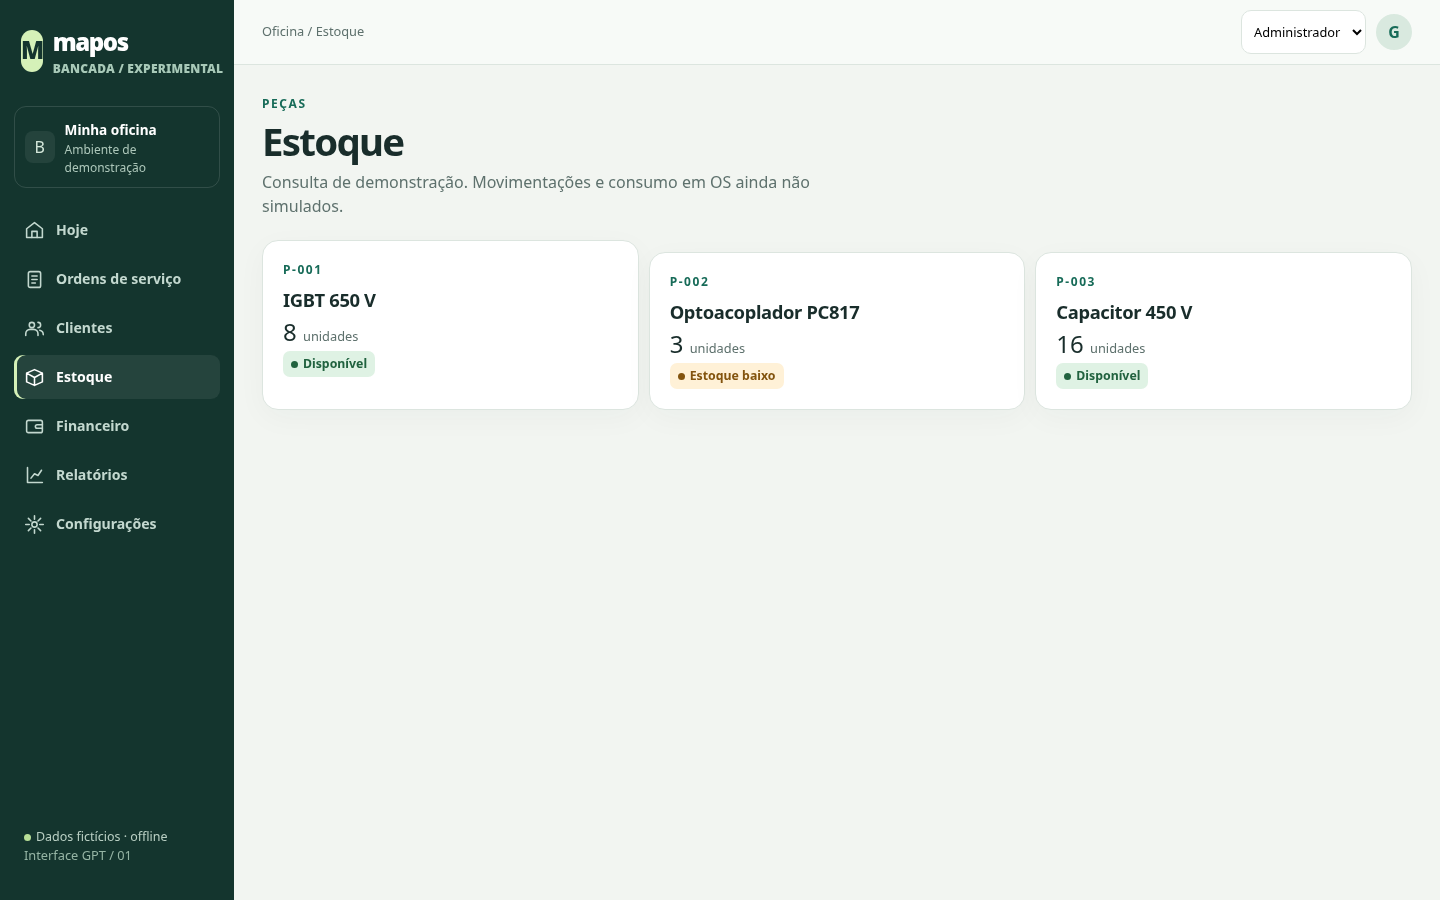 M
mapos
BANCADA / EXPERIMENTAL
B
Minha oficina
Ambiente de
demonstração
Hoje
Ordens de serviço
Clientes
Estoque
Financeiro
Relatórios
Configurações
Dados fictícios · offline
Interface GPT / 01
Oficina / Estoque
Administrador
G
PEÇAS
Estoque
Consulta de demonstração. Movimentações e consumo em OS ainda não
simulados.
P-001
IGBT 650 V
8 unidades
Disponível
P-002
Optoacoplador PC817
3 unidades
Estoque baixo
P-003
Capacitor 450 V
16 unidades
Disponível